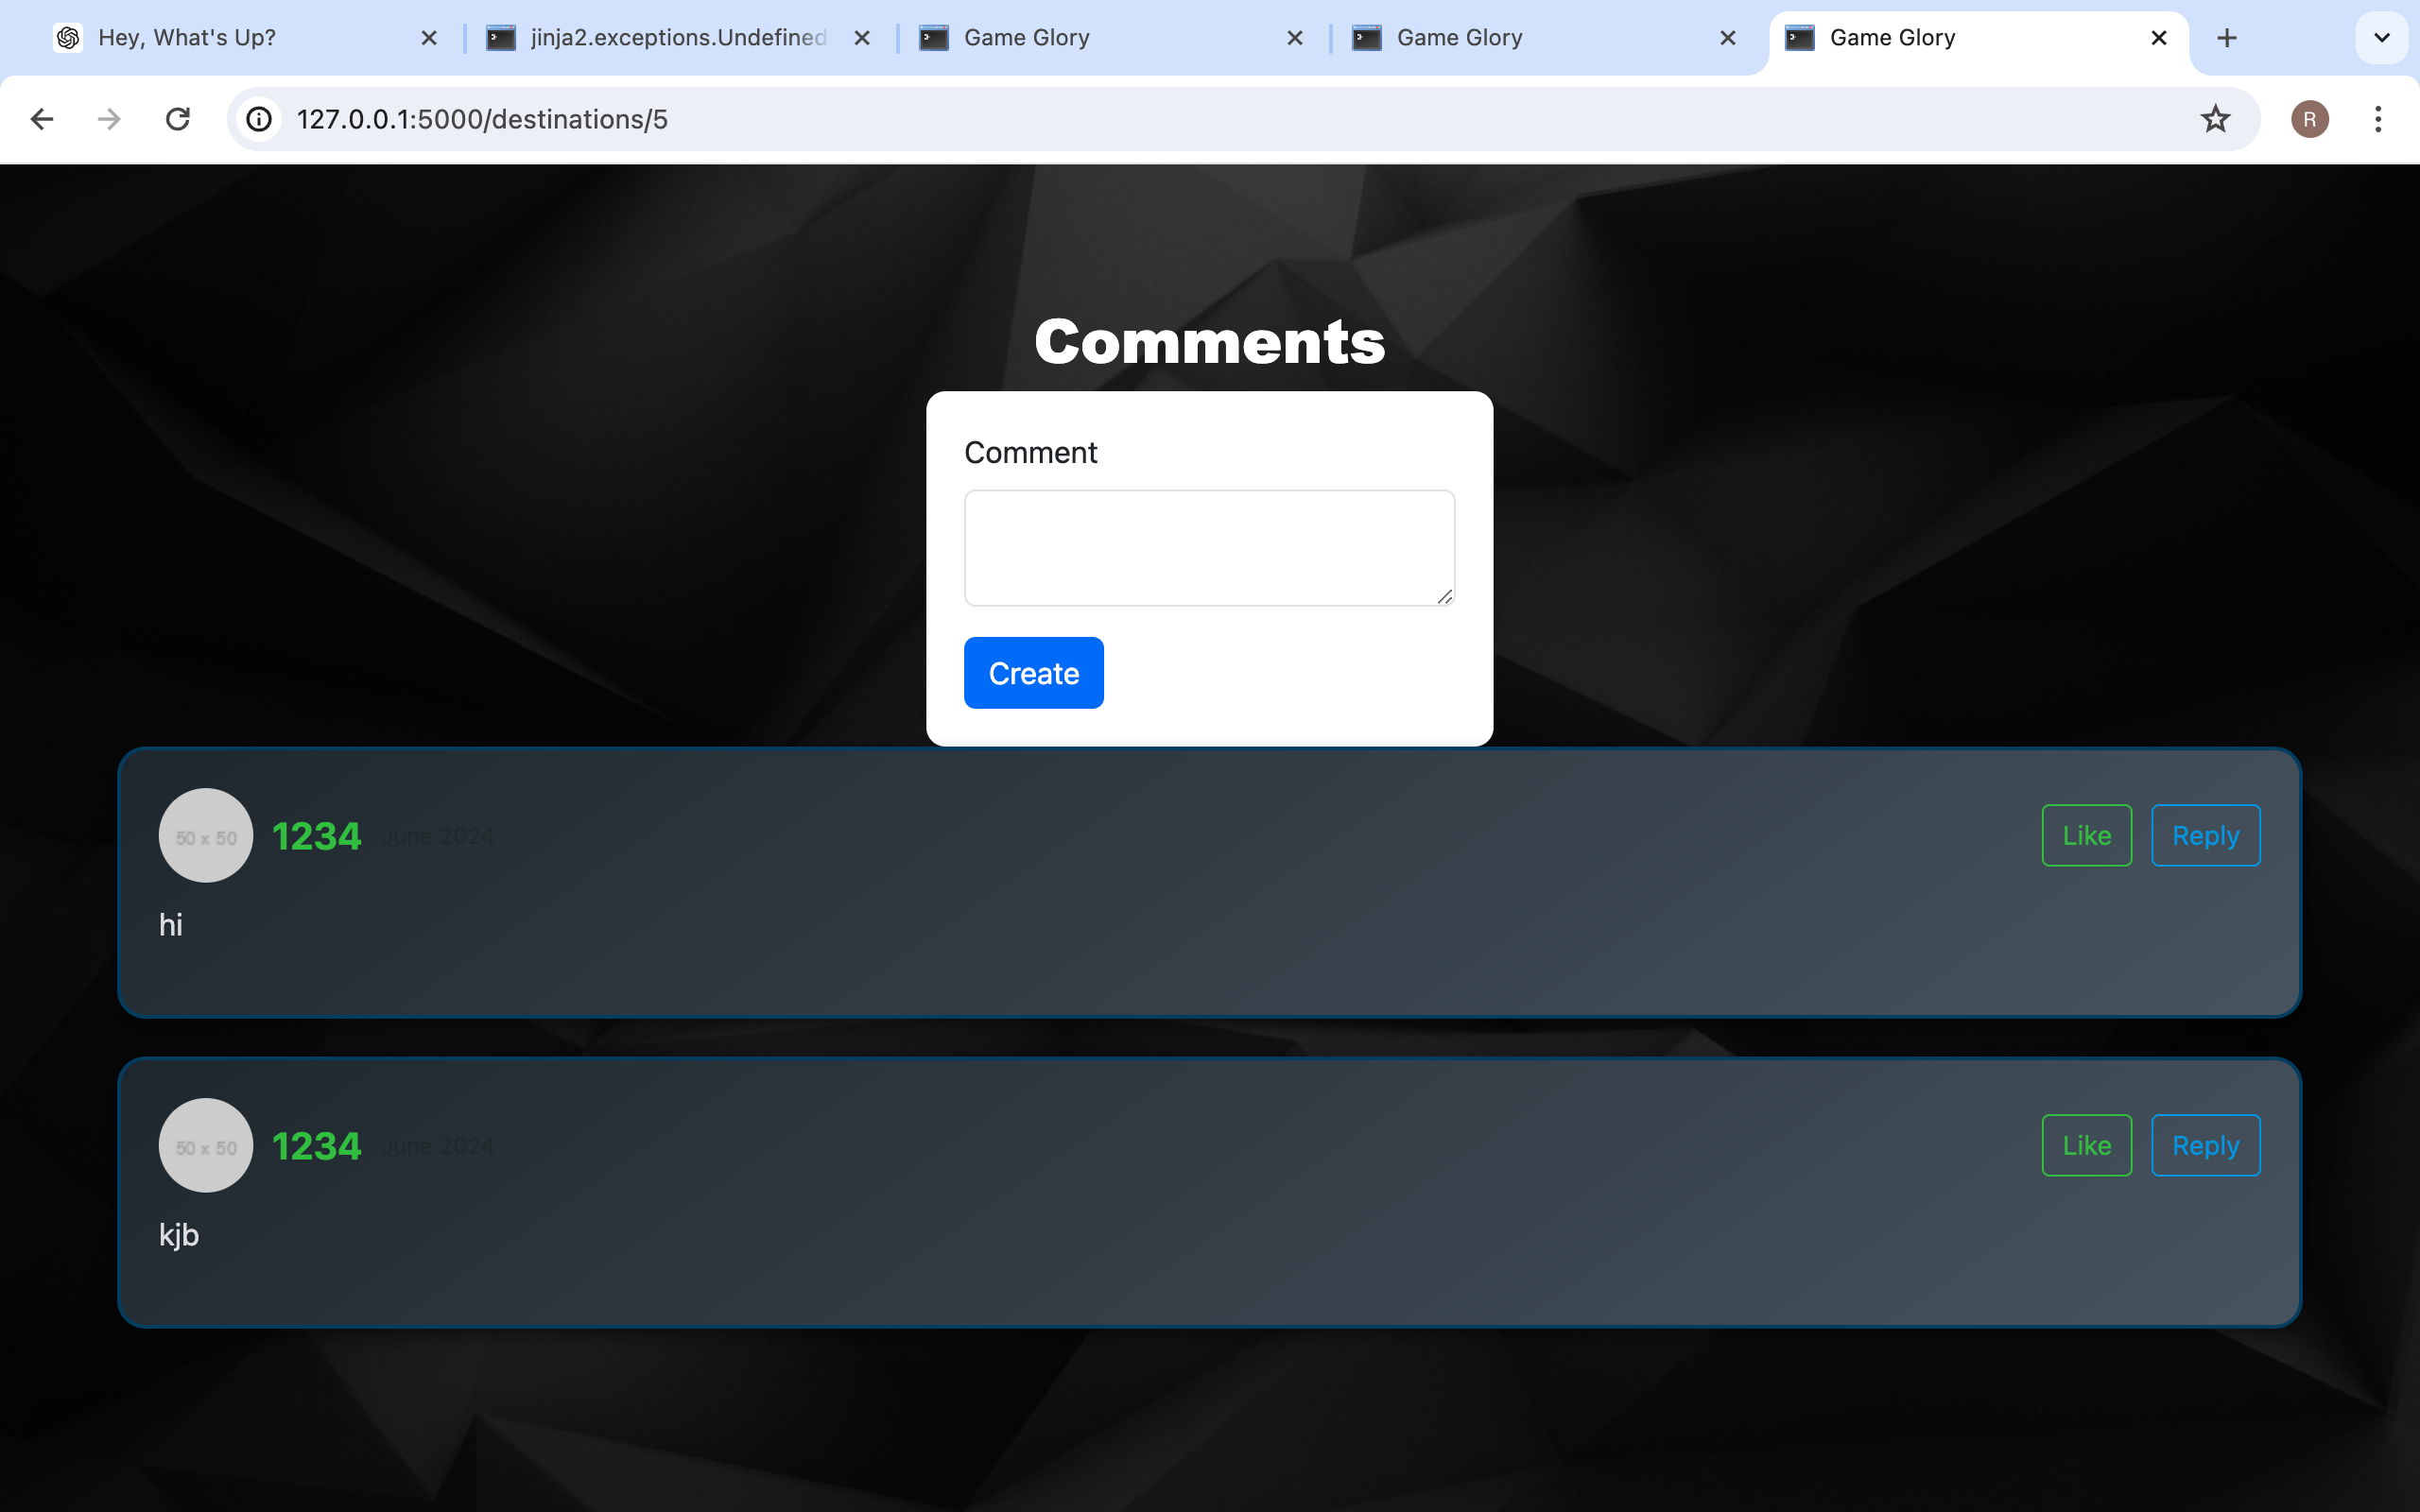 Hey, What's Up?
jinja2.exceptions.Undefined
Game Glory
Game Glory
Game Glory
127.0.0.1:5000/destinations/5
R
Comments
Comment
Create
50 x 50
1234
June 2024
Like
Reply
hi
50 x 50
1234
June 2024
Like
Reply
kjb